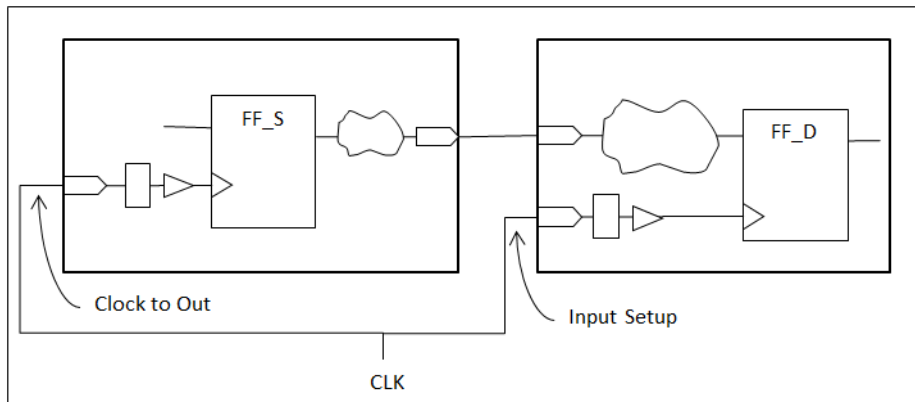 FF_S
FF_D
Clock to Out
Input Setup
CLK